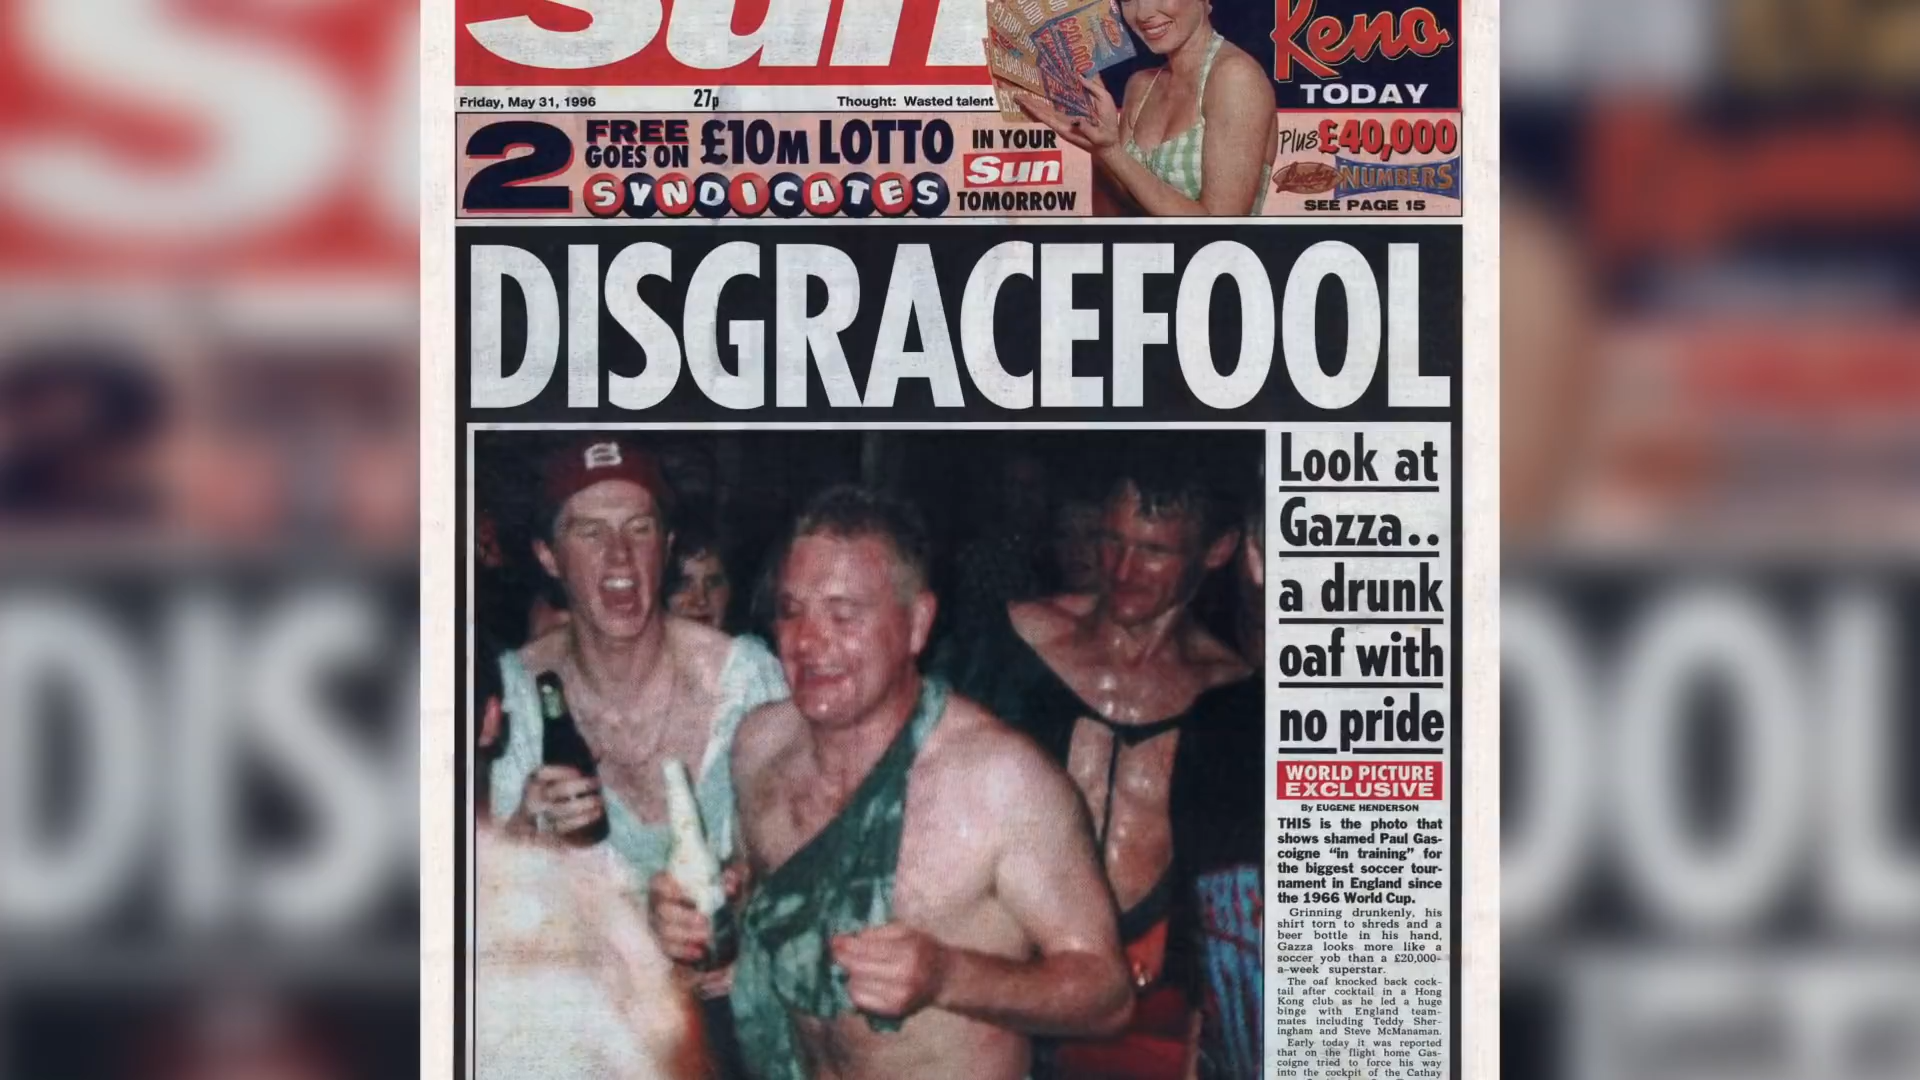 Sun
Keno
TODAY
Friday, May 31, 1996 27p Thought: Wasted talent
2 FREE GOES ON £10M LOTTO
SYNDICATES
IN YOUR
Sun
TOMORROW
Plus £40,000
Lucky NUMBERS
SEE PAGE 15
DISGRACEFOOL
Look at
Gazza..
a drunk
oaf with
no pride
WORLD PICTURE
EXCLUSIVE
By EUGENE HENDERSON
THIS is the photo that
shows shamed Paul Gas-
coigne “in training” for
the biggest soccer tour-
nament in England since
the 1966 World Cup.
Grinning drunkenly, his
shirt torn to shreds and a
beer bottle in his hand,
Gazza looks more like a
soccer yob than a £20,000-
a-week superstar.
The oaf knocked back cock-
tail after cocktail in a Hong
Kong club as he led a huge
binge with England team-
mates including Teddy Sher-
ingham and Steve McManaman.
Early today it was reported
that on the flight home Gas-
coigne tried to force his way
into the cockpit of the Cathay